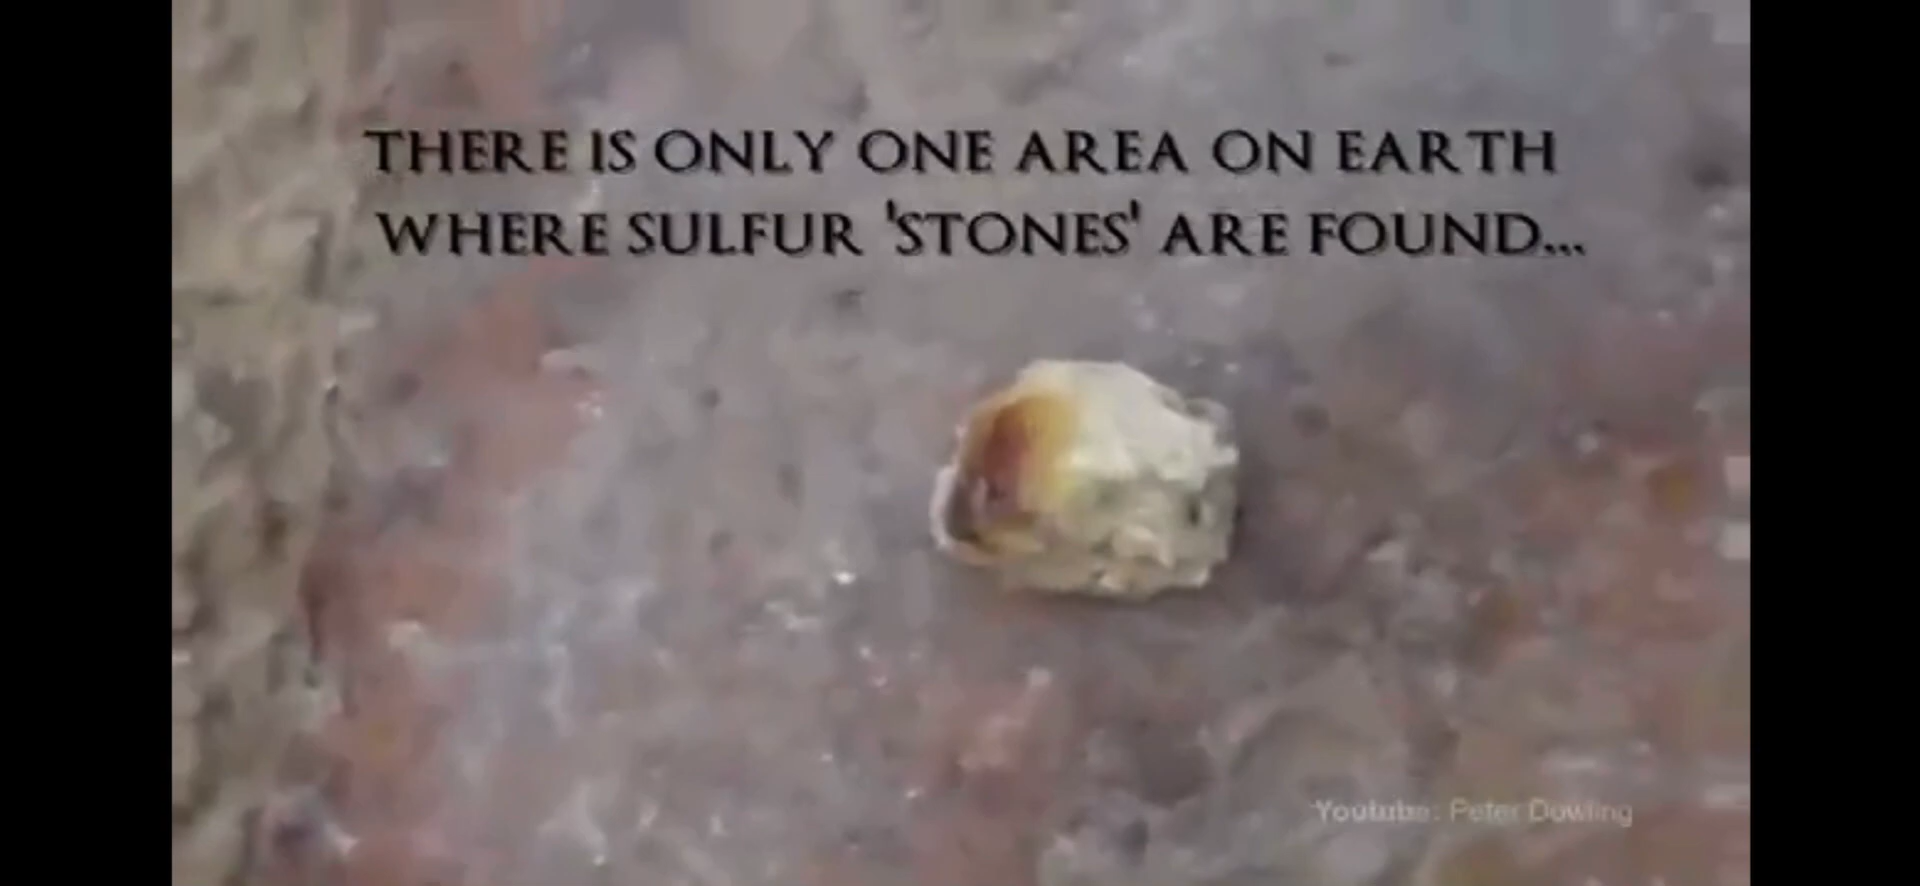 THERE IS ONLY ONE AREA ON EARTH
WHERE SULFUR 'STONES' ARE FOUND...
Youtube: Peter Dowling